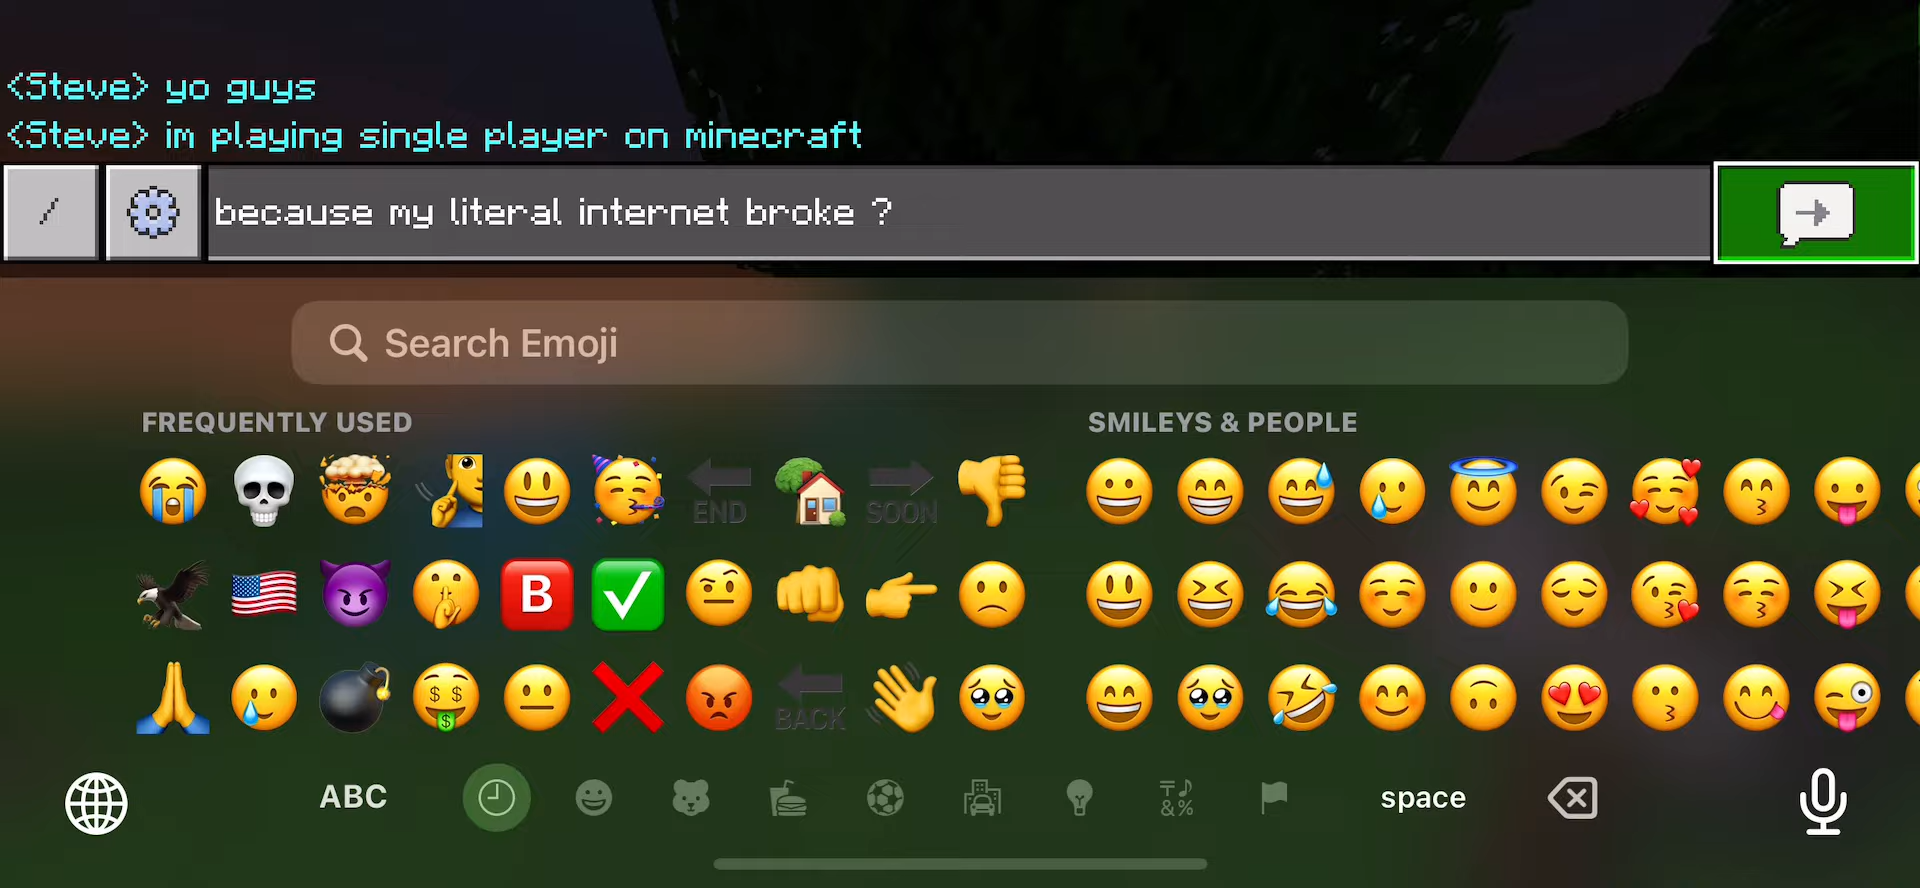 <Steve> yo guys
<Steve> im playing single player on minecraft
/
because my literal internet broke ?
Search Emoji
FREQUENTLY USED
SMILEYS & PEOPLE
END
SOON
B
BACK
ABC
space